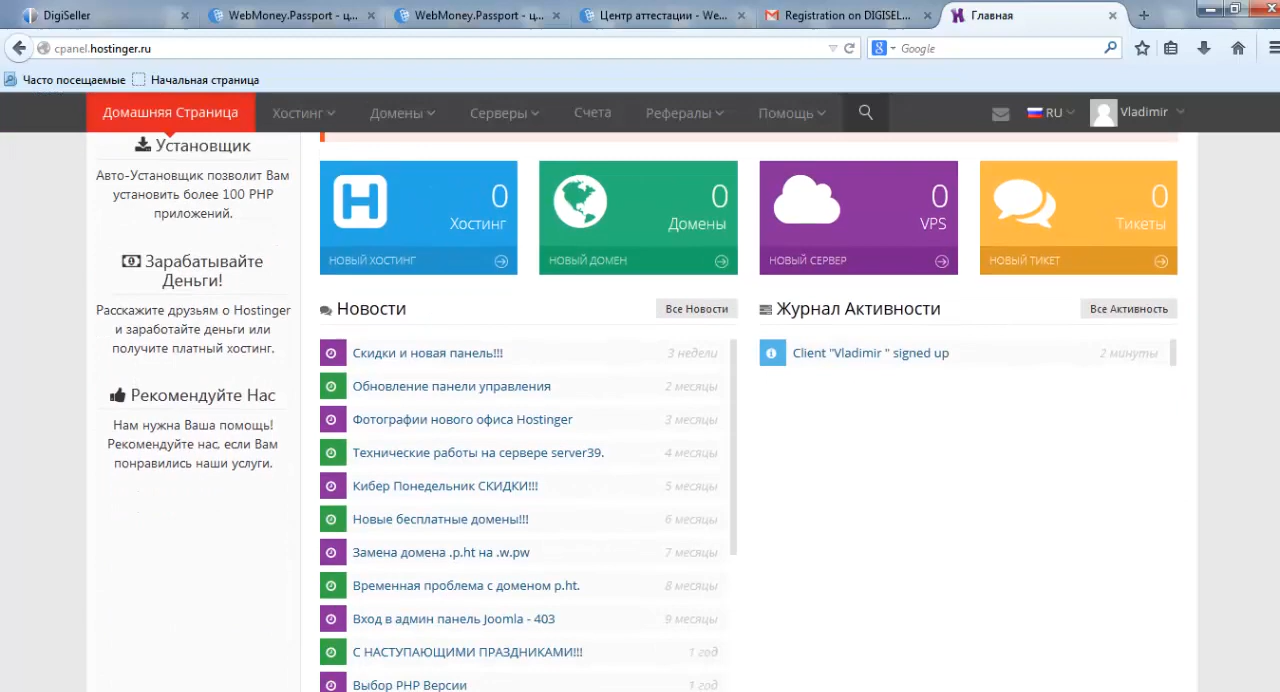 DigiSeller
WebMoney.Passport - ц...
WebMoney.Passport - ц...
Центр аттестации - We...
Registration on DIGISEL...
Главная
cpanel.hostinger.ru
Google
Часто посещаемые
Начальная страница
Домашняя Страница
Хостинг
Домены
Серверы
Счета
Рефералы
Помощь
RU
Vladimir
Установщик
Авто-Установщик позволит Вам
установить более 100 PHP
приложений.
Зарабатывайте
Деньги!
Расскажите друзьям о Hostinger
и заработайте деньги или
получите платный хостинг.
Рекомендуйте Нас
Нам нужна Ваша помощь!
Рекомендуйте нас, если Вам
понравились наши услуги.
0
Хостинг
НОВЫЙ ХОСТИНГ
0
Домены
НОВЫЙ ДОМЕН
0
VPS
НОВЫЙ СЕРВЕР
0
Тикеты
НОВЫЙ ТИКЕТ
Новости
Все Новости
Скидки и новая панель!!! 3 недели
Обновление панели управления 2 месяцы
Фотографии нового офиса Hostinger 3 месяцы
Технические работы на сервере server39. 4 месяцы
Кибер Понедельник СКИДКИ!!! 5 месяцы
Новые бесплатные домены!!! 6 месяцы
Замена домена .p.ht на .w.pw 7 месяцы
Временная проблема с доменом p.ht. 8 месяцы
Вход в админ панель Joomla - 403 9 месяцы
С НАСТУПАЮЩИМИ ПРАЗДНИКАМИ!!! 1 год
Выбор PHP Версии 1 год
Журнал Активности
Все Активность
Client "Vladimir " signed up 2 минуты